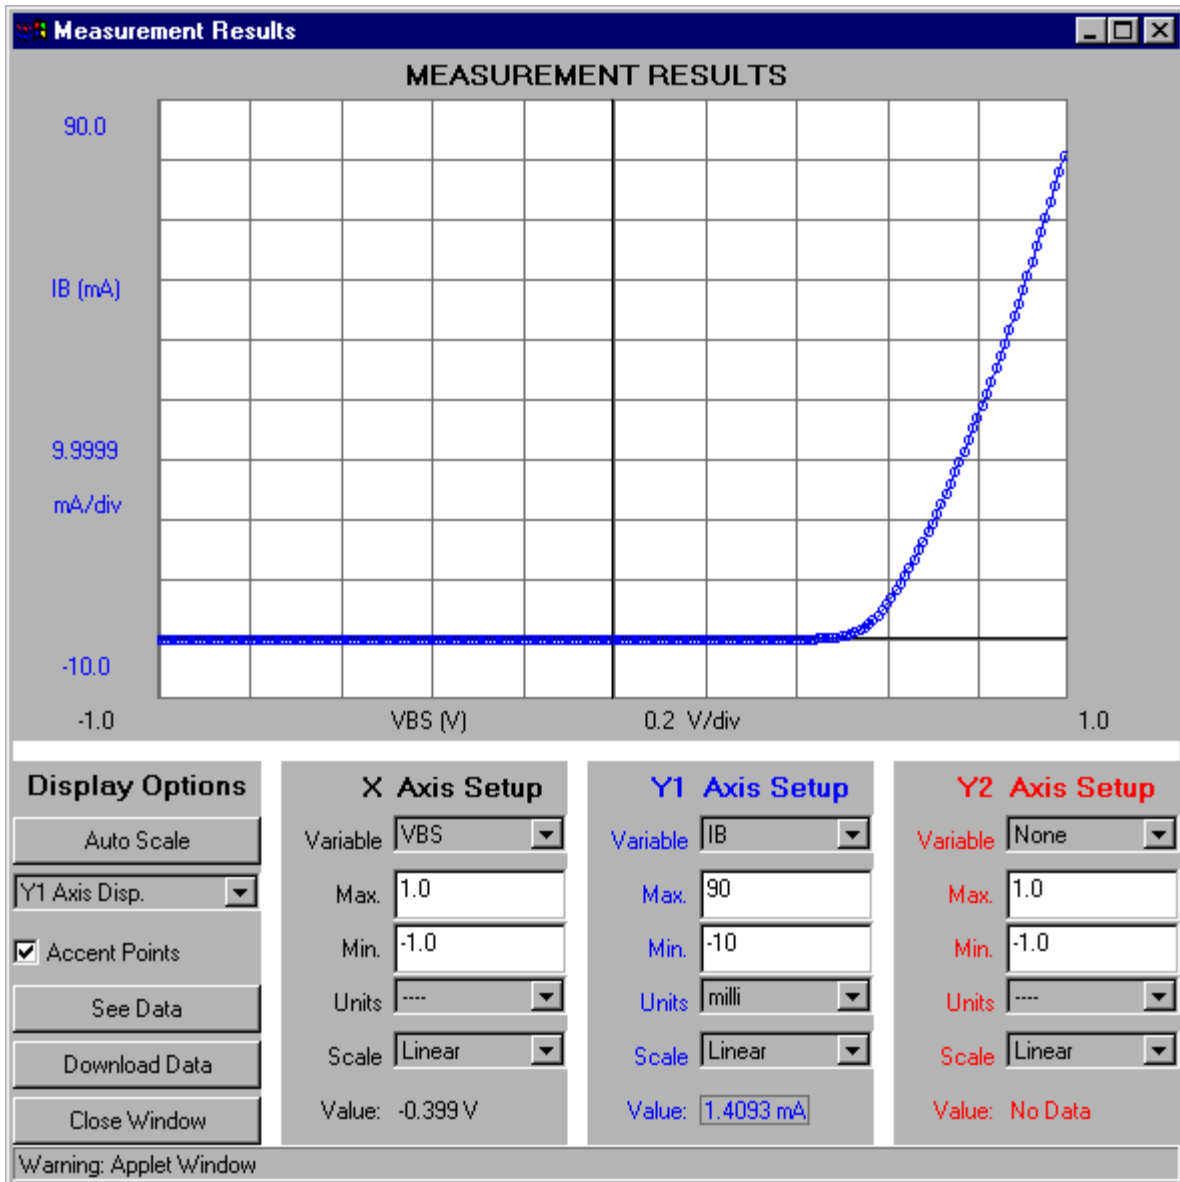 Measurement Results
MEASUREMENT RESULTS
90.0
IB (mA)
9.9999
mA/div
-10.0
-1.0 VBS (V) 0.2 V/div 1.0
Display Options
Auto Scale
Y1 Axis Disp.
Accent Points
See Data
Download Data
Close Window
X Axis Setup
Variable VBS
Max. 1.0
Min. -1.0
Units ----
Scale Linear
Value: -0.399 V
Y1 Axis Setup
Variable IB
Max. 90
Min. -10
Units milli
Scale Linear
Value: 1.4093 mA
Y2 Axis Setup
Variable None
Max. 1.0
Min. -1.0
Units ----
Scale Linear
Value: No Data
Warning: Applet Window